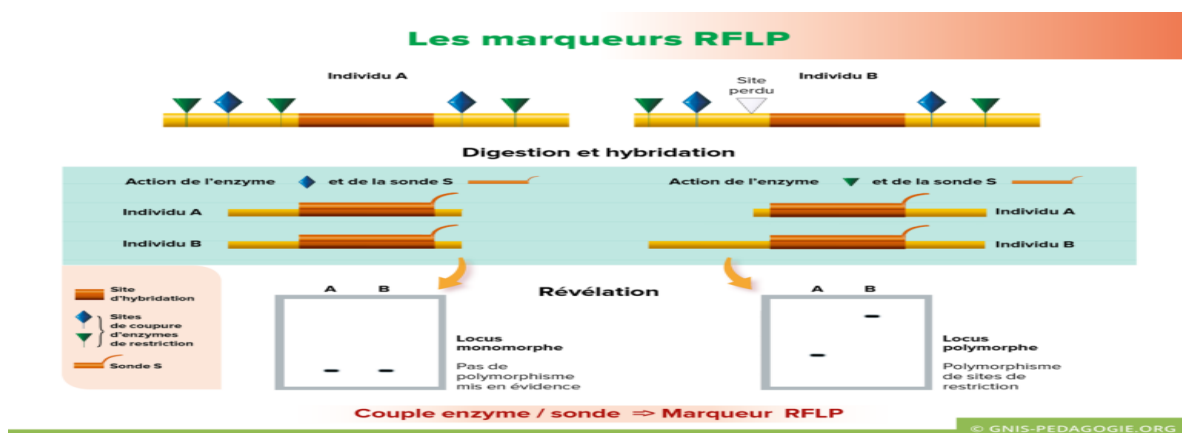 Les marqueurs RFLP
Individu A
Individu B
Site
perdu
Digestion et hybridation
Action de l'enzyme et de la sonde S
Action de l'enzyme et de la sonde S
Individu A
Individu A
Individu B
Individu B
Site
d'hybridation
Sites
de coupure
d'enzymes
de restriction
Sonde S
A B
Révélation
A B
Locus
monomorphe
Pas de
polymorphisme
mis en évidence
Locus
polymorphe
Polymorphisme
de sites de
restriction
Couple enzyme / sonde ⇒ Marqueur RFLP
© GNIS-PEDAGOGIE.ORG